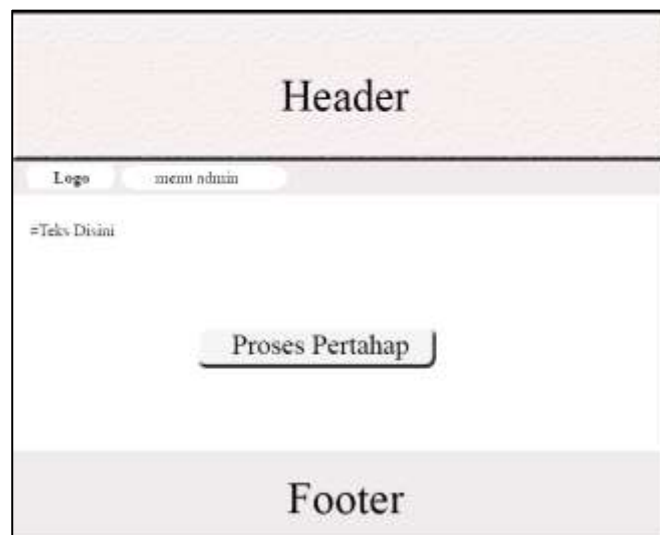 Header
Logo menu admin
=Teks Disini
Proses Pertahap
Footer